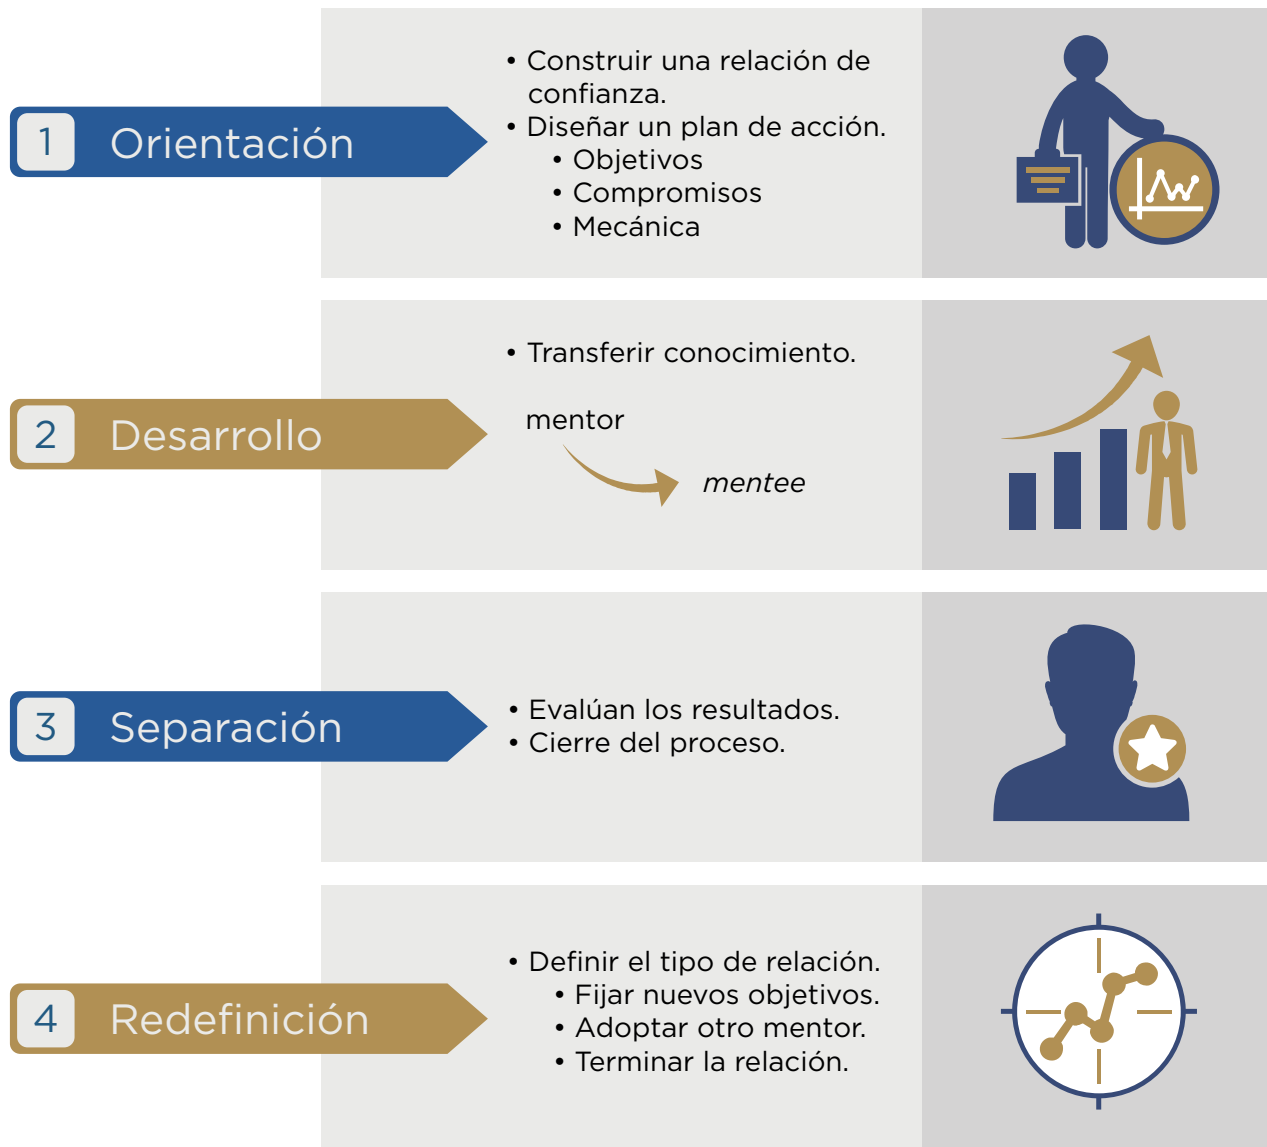 1 Orientación
• Construir una relación de
confianza.
• Diseñar un plan de acción.
• Objetivos
• Compromisos
• Mecánica
2 Desarrollo
• Transferir conocimiento.
mentor
mentee
3 Separación
• Evalúan los resultados.
• Cierre del proceso.
4 Redefinición
• Definir el tipo de relación.
• Fijar nuevos objetivos.
• Adoptar otro mentor.
• Terminar la relación.